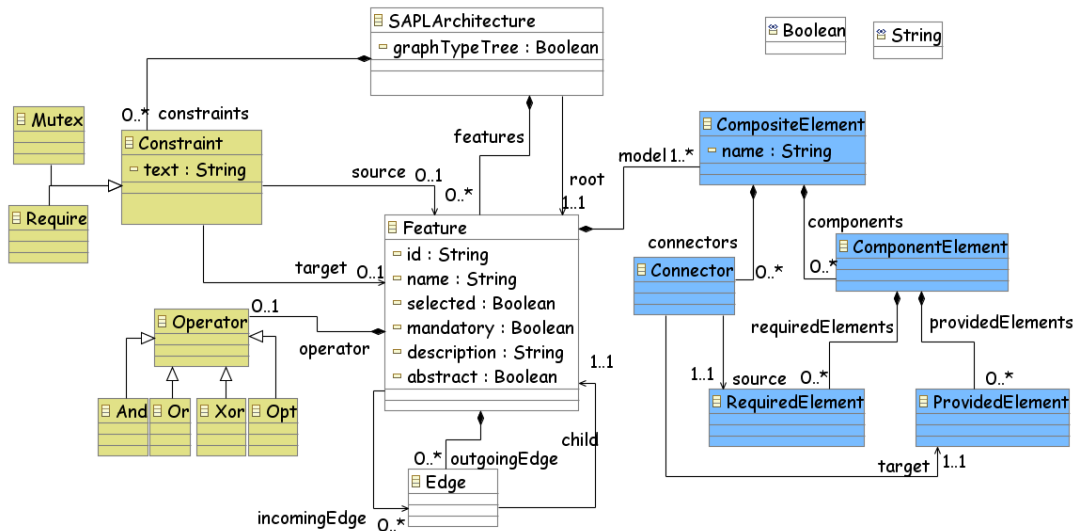 SAPLArchitecture
graphTypeTree : Boolean
Boolean
String
0..* constraints
Mutex
Constraint
text : String
Require
features
root
0..*
1..1
source 0..1
target 0..1
Feature
id : String
name : String
selected : Boolean
mandatory : Boolean
description : String
abstract : Boolean
model 1..*
CompositeElement
name : String
connectors
components
0..*
0..*
Connector
ComponentElement
requiredElements
providedElements
0..1
Operator
operator
And
Or
Xor
Opt
1..1
child
0..* outgoingEdge
Edge
incomingEdge 0..*
1..1 source 0..*
0..*
RequiredElement
ProvidedElement
target 1..1